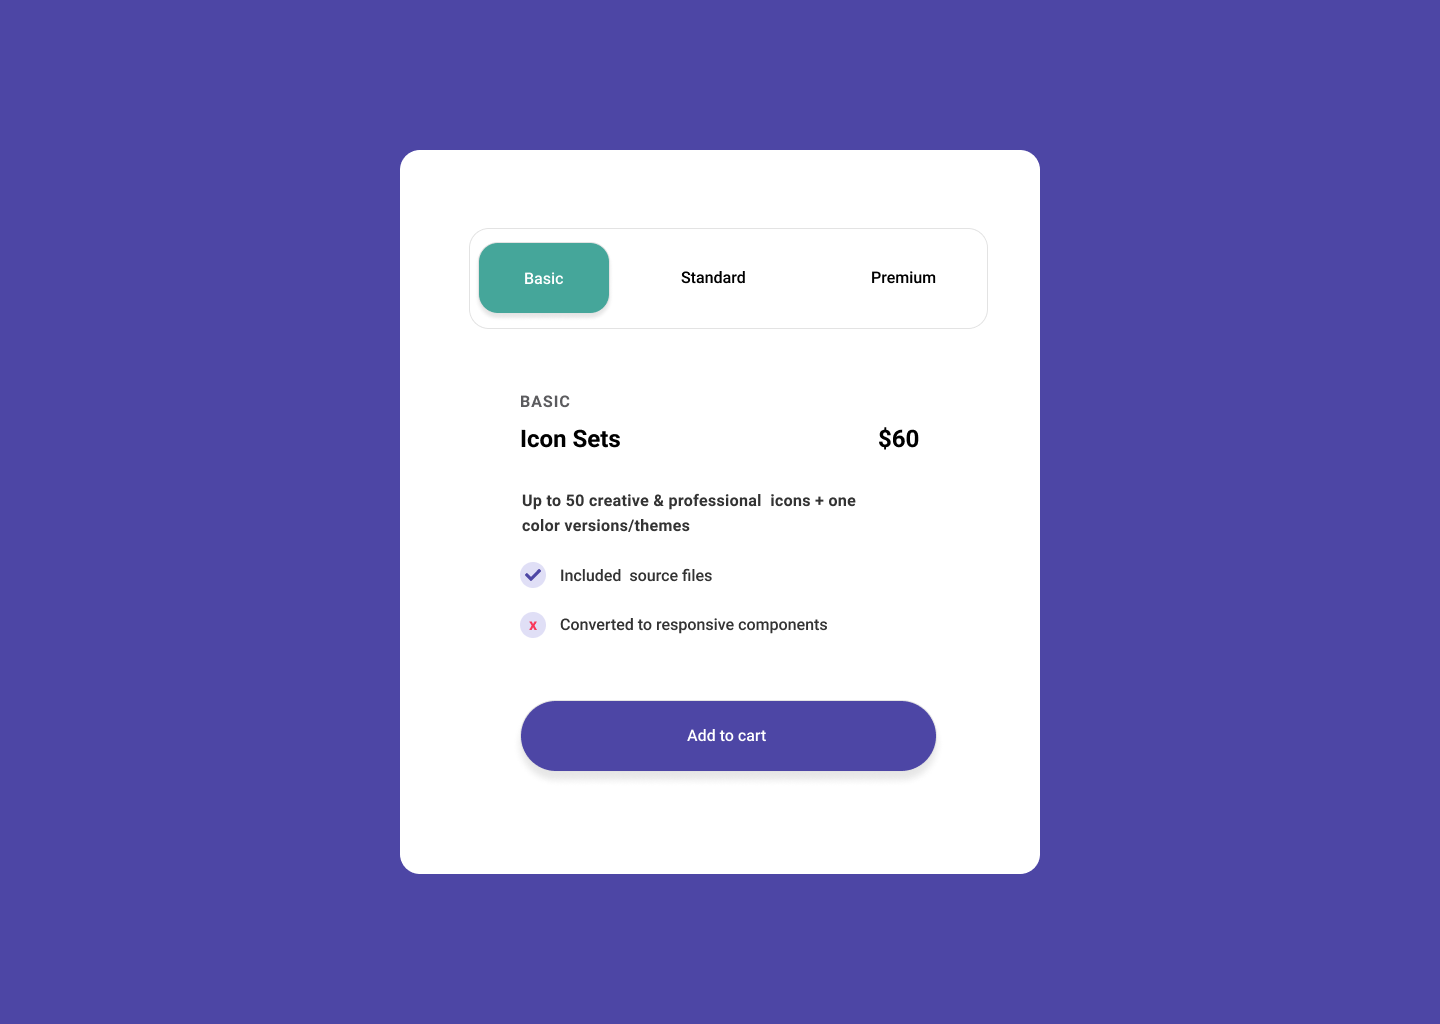 Basic Standard Premium
BASIC
Icon Sets $60
Up to 50 creative & professional  icons + one
color versions/themes
Included  source files
x Converted to responsive components
Add to cart